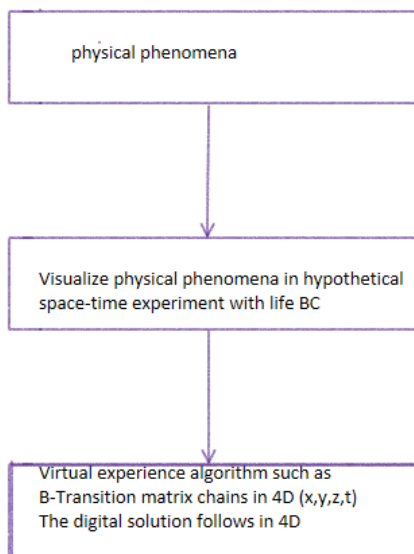 physical phenomena
Visualize physical phenomena in hypothetical
space-time experiment with life BC
Virtual experience algorithm such as
B-Transition matrix chains in 4D (x,y,z,t)
The digital solution follows in 4D